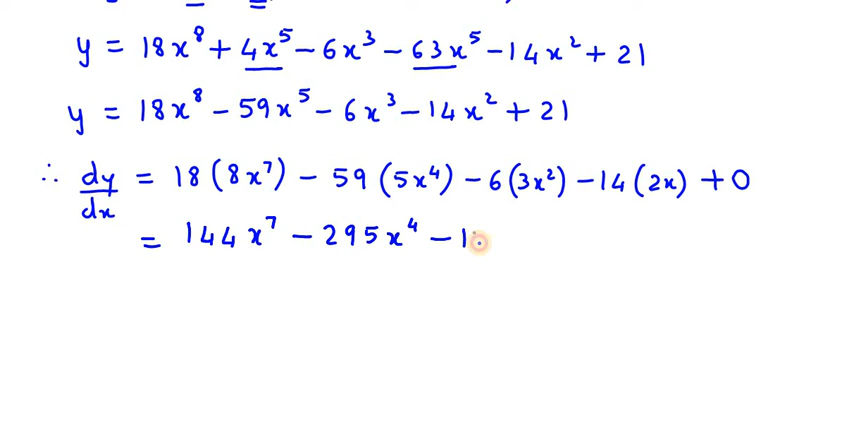 y = 18x⁸ + 4x⁵ - 6x³ - 63x⁵ - 14x² + 21
y = 18x⁸ - 59x⁵ - 6x³ - 14x² + 21
∴ dy/dx = 18(8x⁷) - 59(5x⁴) - 6(3x²) - 14(2x) + 0
= 144x⁷ - 295x⁴ - 1